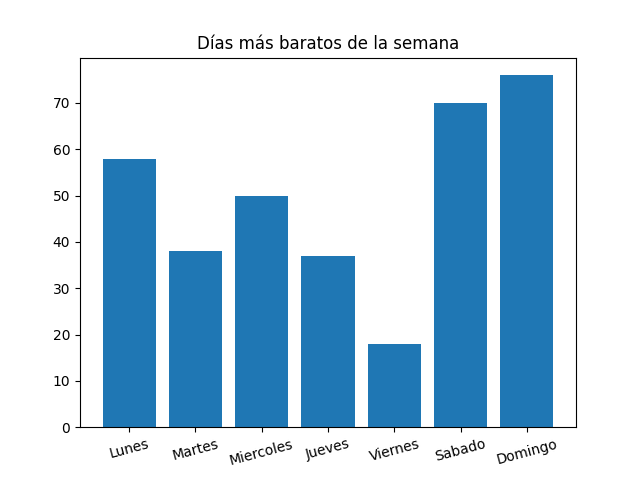 Días más baratos de la semana
70
60
50
40
30
20
10
0
Lunes
Martes
Miercoles
Jueves
Viernes
Sabado
Domingo